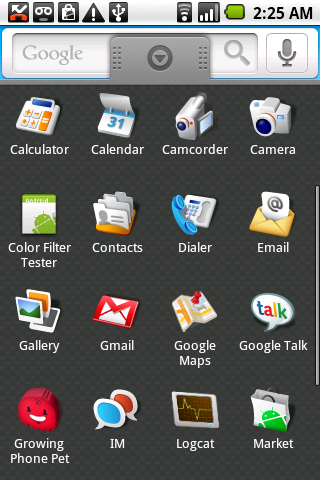 2:25 AM
Google
31
Calculator Calendar Camcorder Camera
Android
talk
Color Filter Contacts Dialer Email
Tester
Gallery Gmail Google Google Talk
Maps
Growing IM Logcat Market
Phone Pet